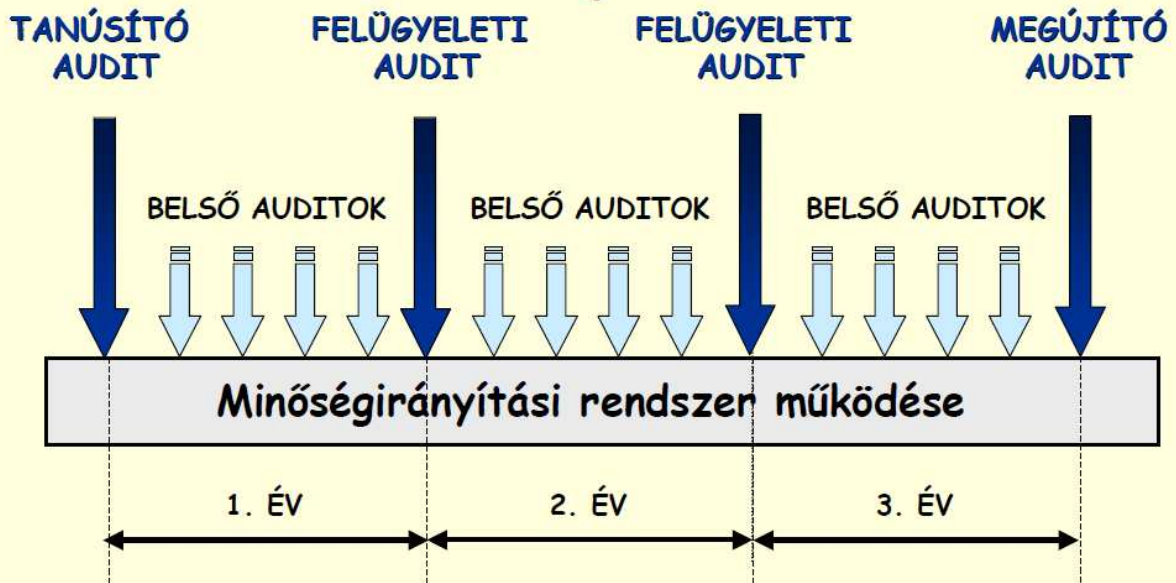 TANÚSÍTÓ
AUDIT
FELÜGYELETI
AUDIT
FELÜGYELETI
AUDIT
MEGÚJÍTÓ
AUDIT
BELSŐ AUDITOK
BELSŐ AUDITOK
BELSŐ AUDITOK
Minőségirányítási rendszer működése
1. ÉV
2. ÉV
3. ÉV